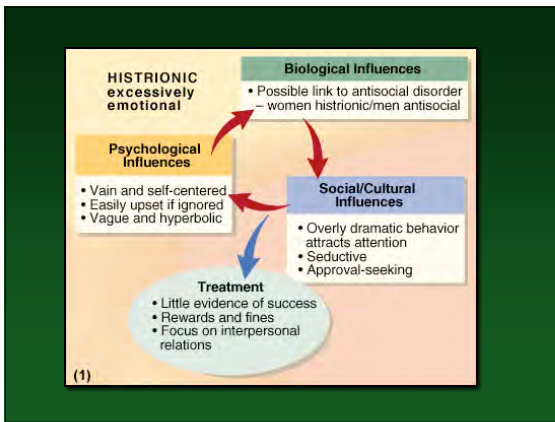 HISTRIONIC
excessively
emotional
Biological Influences
• Possible link to antisocial disorder
– women histrionic/men antisocial
Psychological
Influences
• Vain and self-centered
• Easily upset if ignored
• Vague and hyperbolic
Social/Cultural
Influences
• Overly dramatic behavior
attracts attention
• Seductive
• Approval-seeking
Treatment
• Little evidence of success
• Rewards and fines
• Focus on interpersonal
relations
(1)